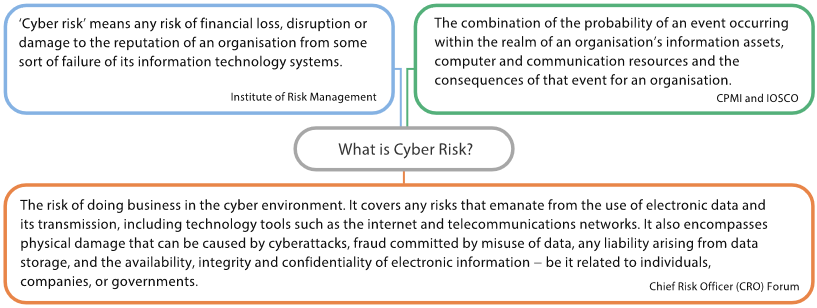 ‘Cyber risk’ means any risk of financial loss, disruption or
damage to the reputation of an organisation from some
sort of failure of its information technology systems.
Institute of Risk Management
The combination of the probability of an event occurring
within the realm of an organisation’s information assets,
computer and communication resources and the
consequences of that event for an organisation.
CPMI and IOSCO
What is Cyber Risk?
The risk of doing business in the cyber environment. It covers any risks that emanate from the use of electronic data and
its transmission, including technology tools such as the internet and telecommunications networks. It also encompasses
physical damage that can be caused by cyberattacks, fraud committed by misuse of data, any liability arising from data
storage, and the availability, integrity and confidentiality of electronic information – be it related to individuals,
companies, or governments.
Chief Risk Officer (CRO) Forum